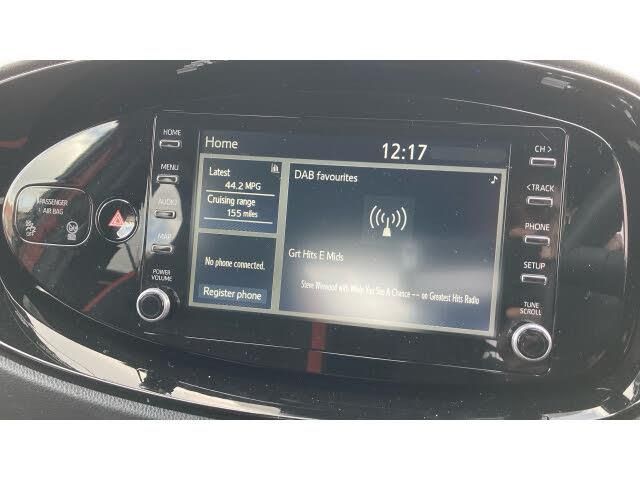 HOME
MENU
AUDIO
MAP
POWER
VOLUME
PASSENGER
AIR BAG
Home
12:17
Latest
44.2 MPG
Cruising range
155 miles
No phone connected.
Register phone
DAB favourites
Grt Hits E Mids
Steve Winwood with While You See A Chance -- on Greatest Hits Radio
CH >
< TRACK
PHONE
SETUP
TUNE
SCROLL